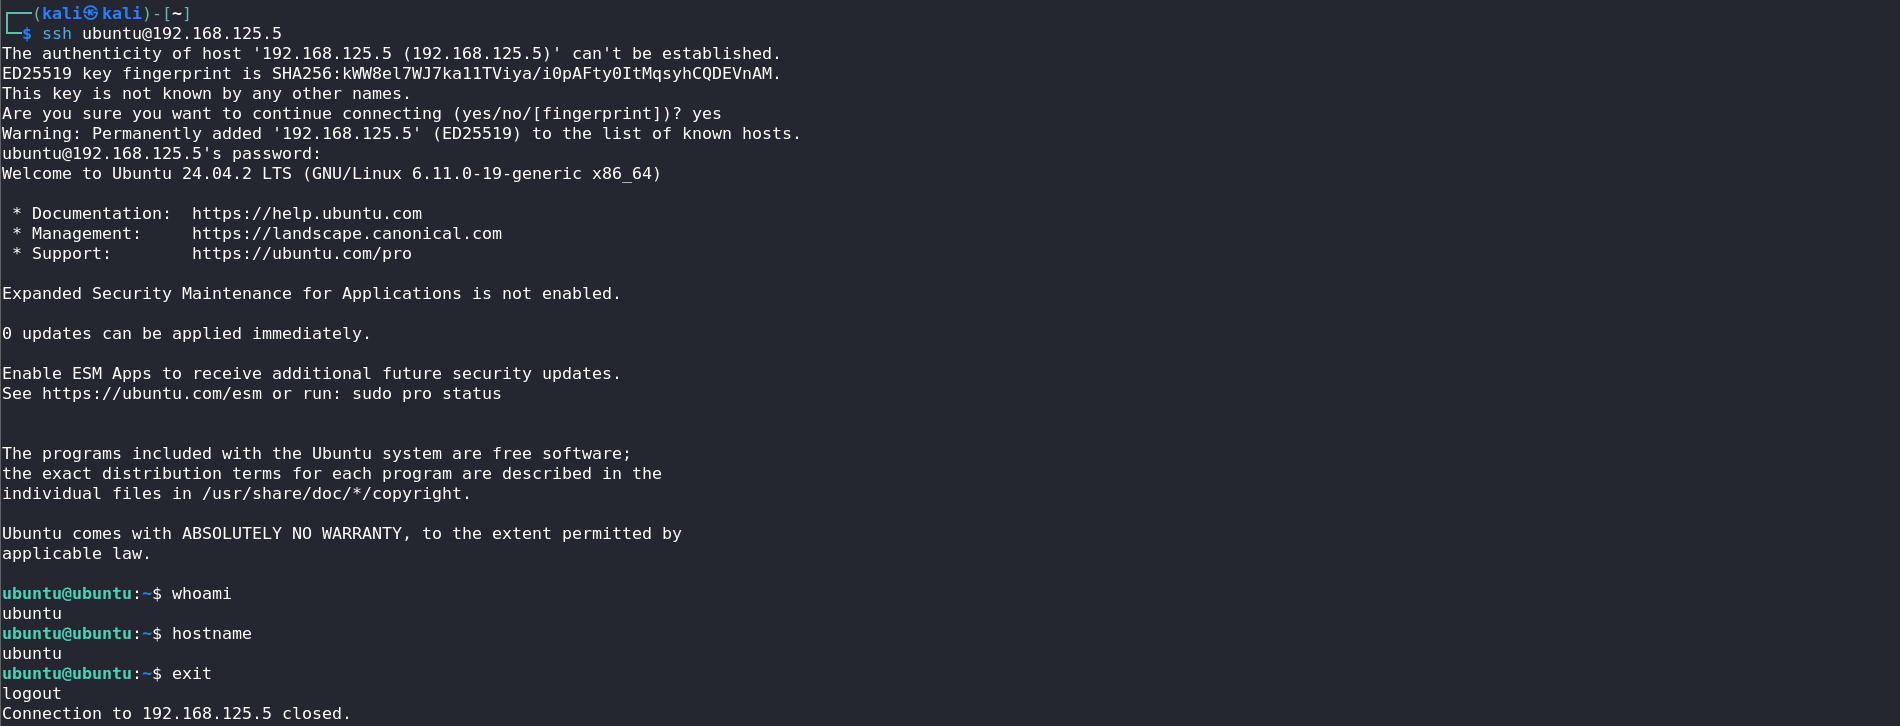 ┌──(kali㉿kali)-[~]
└─$ ssh ubuntu@192.168.125.5
The authenticity of host '192.168.125.5 (192.168.125.5)' can't be established.
ED25519 key fingerprint is SHA256:kWW8el7WJ7ka11TViya/i0pAFty0ItMqsyhCQDEVnAM.
This key is not known by any other names.
Are you sure you want to continue connecting (yes/no/[fingerprint])? yes
Warning: Permanently added '192.168.125.5' (ED25519) to the list of known hosts.
ubuntu@192.168.125.5's password:
Welcome to Ubuntu 24.04.2 LTS (GNU/Linux 6.11.0-19-generic x86_64)

 * Documentation:  https://help.ubuntu.com
 * Management:     https://landscape.canonical.com
 * Support:        https://ubuntu.com/pro

Expanded Security Maintenance for Applications is not enabled.

0 updates can be applied immediately.

Enable ESM Apps to receive additional future security updates.
See https://ubuntu.com/esm or run: sudo pro status


The programs included with the Ubuntu system are free software;
the exact distribution terms for each program are described in the
individual files in /usr/share/doc/*/copyright.

Ubuntu comes with ABSOLUTELY NO WARRANTY, to the extent permitted by
applicable law.

ubuntu@ubuntu:~$ whoami
ubuntu
ubuntu@ubuntu:~$ hostname
ubuntu
ubuntu@ubuntu:~$ exit
logout
Connection to 192.168.125.5 closed.